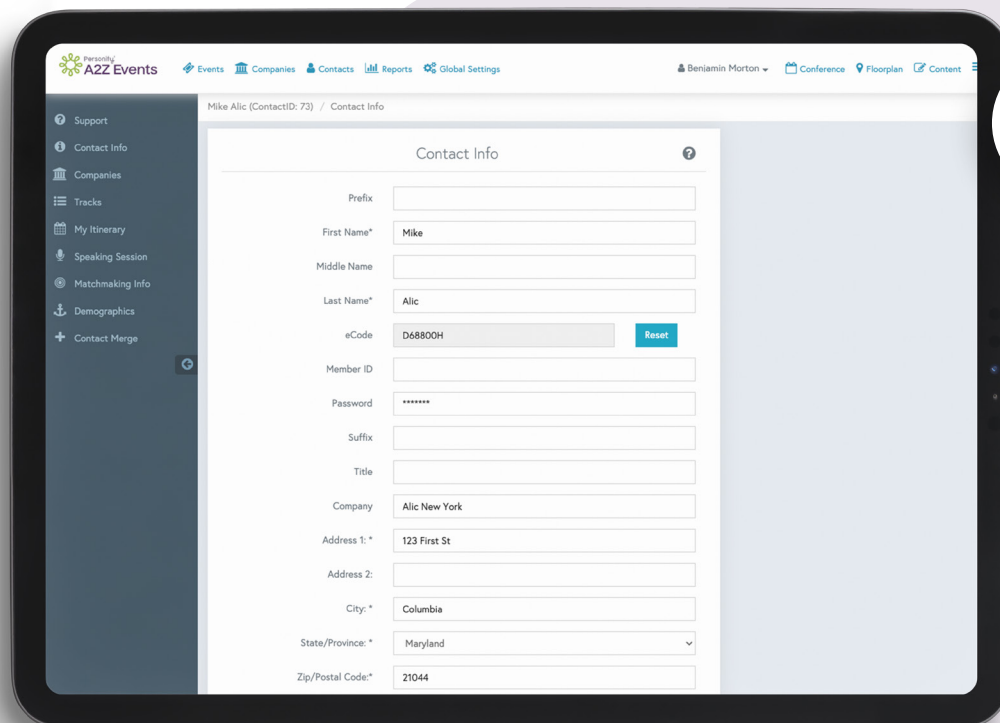 Personify
A2Z Events
Events Companies Contacts Reports Global Settings Benjamin Morton Conference Floorplan Content
Mike Alic (ContactID: 73) / Contact Info
Support
Contact Info
Companies
Tracks
My Itinerary
Speaking Session
Matchmaking Info
Demographics
Contact Merge
Contact Info
Prefix
First Name* Mike
Middle Name
Last Name* Alic
eCode D68800H Reset
Member ID
Password *******
Suffix
Title
Company Alic New York
Address 1: * 123 First St
Address 2:
City: * Columbia
State/Province: * Maryland
Zip/Postal Code:* 21044